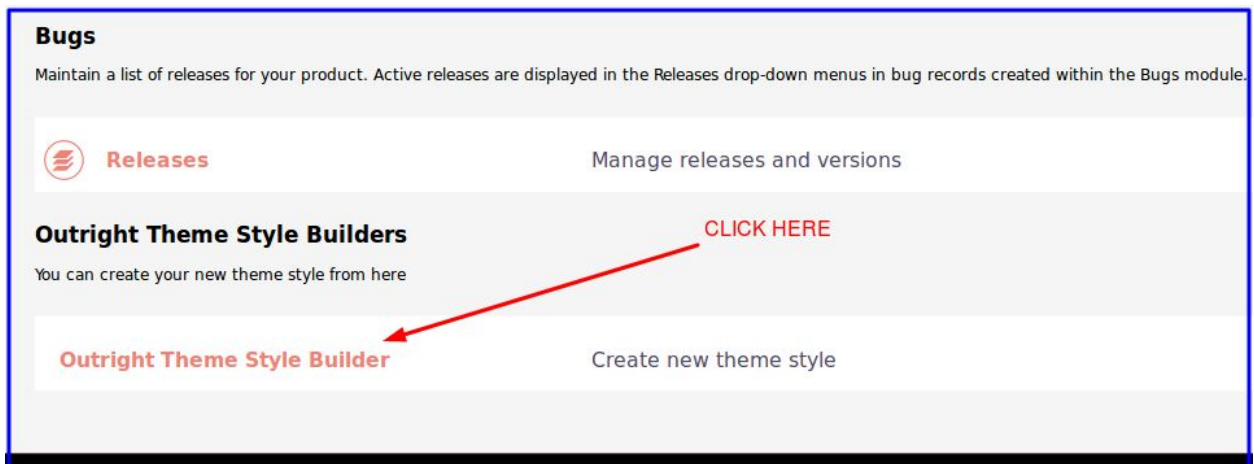 Bugs
Maintain a list of releases for your product. Active releases are displayed in the Releases drop-down menus in bug records created within the Bugs module.
Releases
Manage releases and versions
Outright Theme Style Builders
CLICK HERE
You can create your new theme style from here
Outright Theme Style Builder
Create new theme style